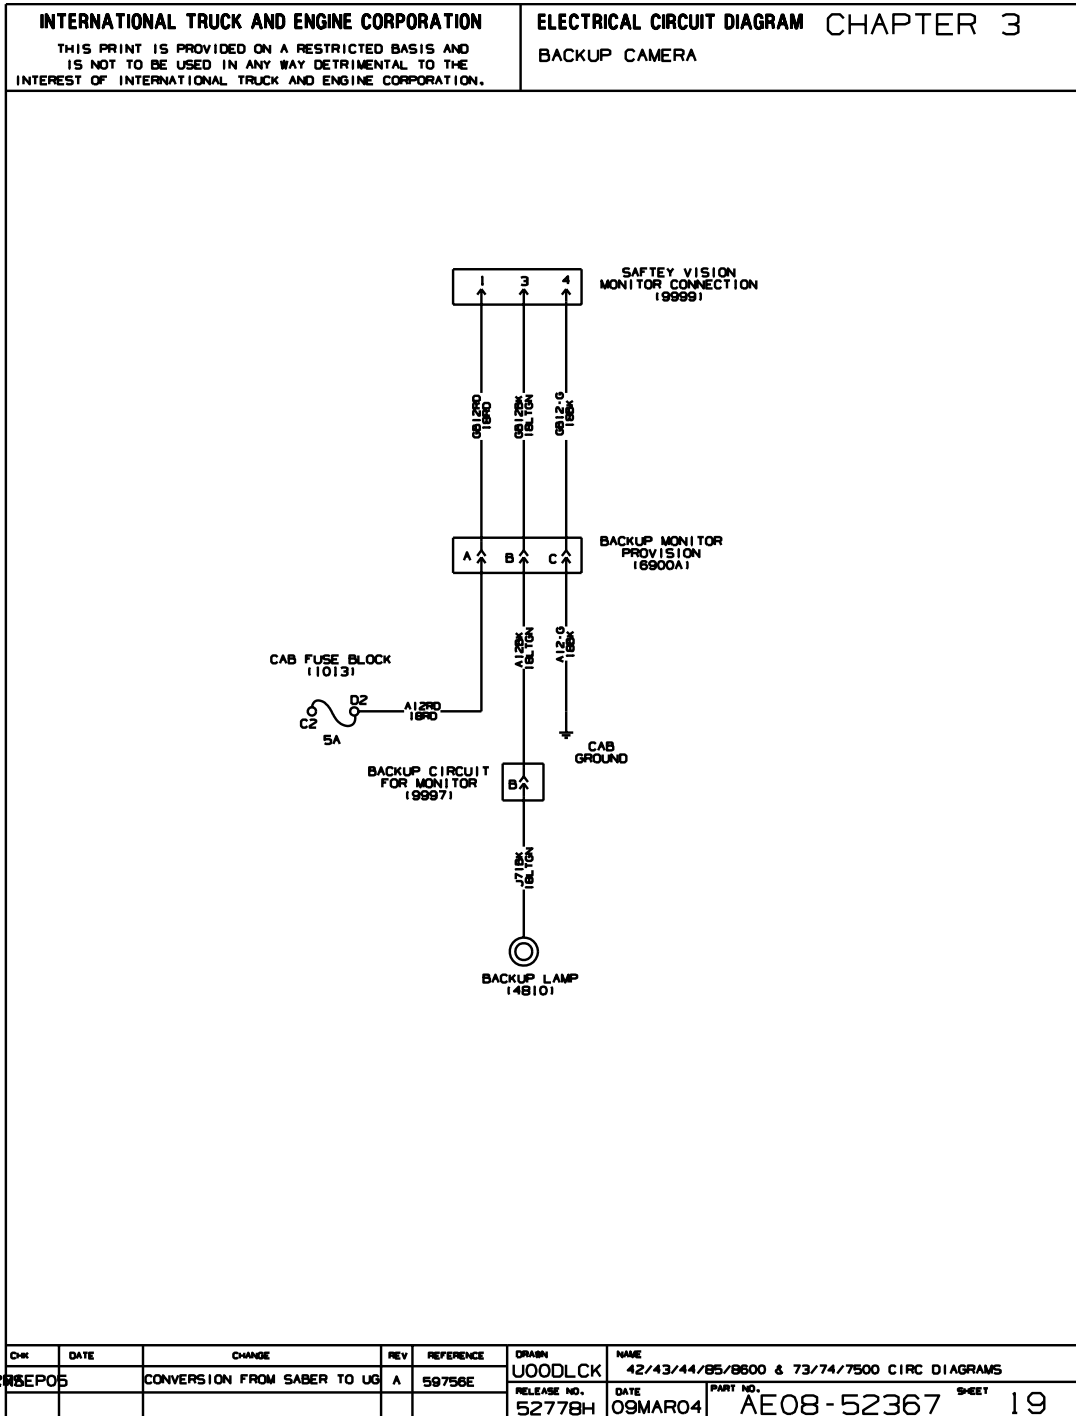 INTERNATIONAL TRUCK AND ENGINE CORPORATION
THIS PRINT IS PROVIDED ON A RESTRICTED BASIS AND
IS NOT TO BE USED IN ANY WAY DETRIMENTAL TO THE
INTEREST OF INTERNATIONAL TRUCK AND ENGINE CORPORATION.
ELECTRICAL CIRCUIT DIAGRAM CHAPTER 3
BACKUP CAMERA
1 3 4
SAFTEY VISION
MONITOR CONNECTION
(9999)
GB12RD
18RD
GB12BK
18LTGN
GB12-G
18BK
A B C
BACKUP MONITOR
PROVISION
(6900A)
A12BK
18LTGN
A12-G
18BK
CAB FUSE BLOCK
(1013)
C2
D2
5A
A12RD
18RD
CAB
GROUND
BACKUP CIRCUIT
FOR MONITOR
(9997)
B
J71BK
18LTGN
BACKUP LAMP
(4810)
CHK DATE CHANGE REV REFERENCE
SEP05 CONVERSION FROM SABER TO UG A 59756E
DRAWN
UOODLCK
NAME
42/43/44/85/8600 & 73/74/7500 CIRC DIAGRAMS
RELEASE NO.
52778H
DATE
09MAR04
PART NO.
AE08-52367
SHEET
19